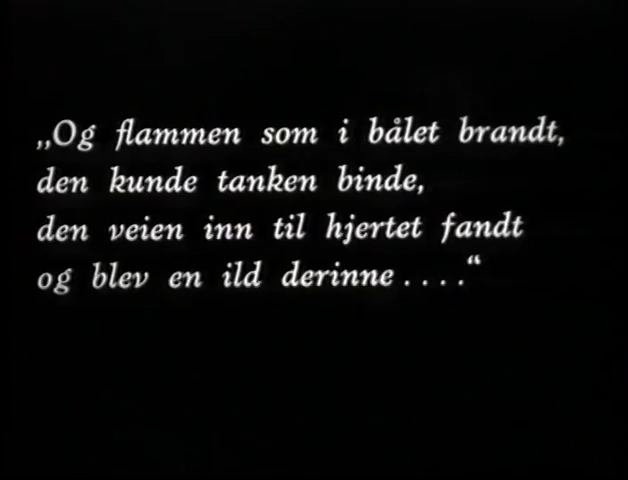 „Og flammen som i bålet brandt,
den kunde tanken binde,
den veien inn til hjertet fandt
og blev en ild derinne . . . .“